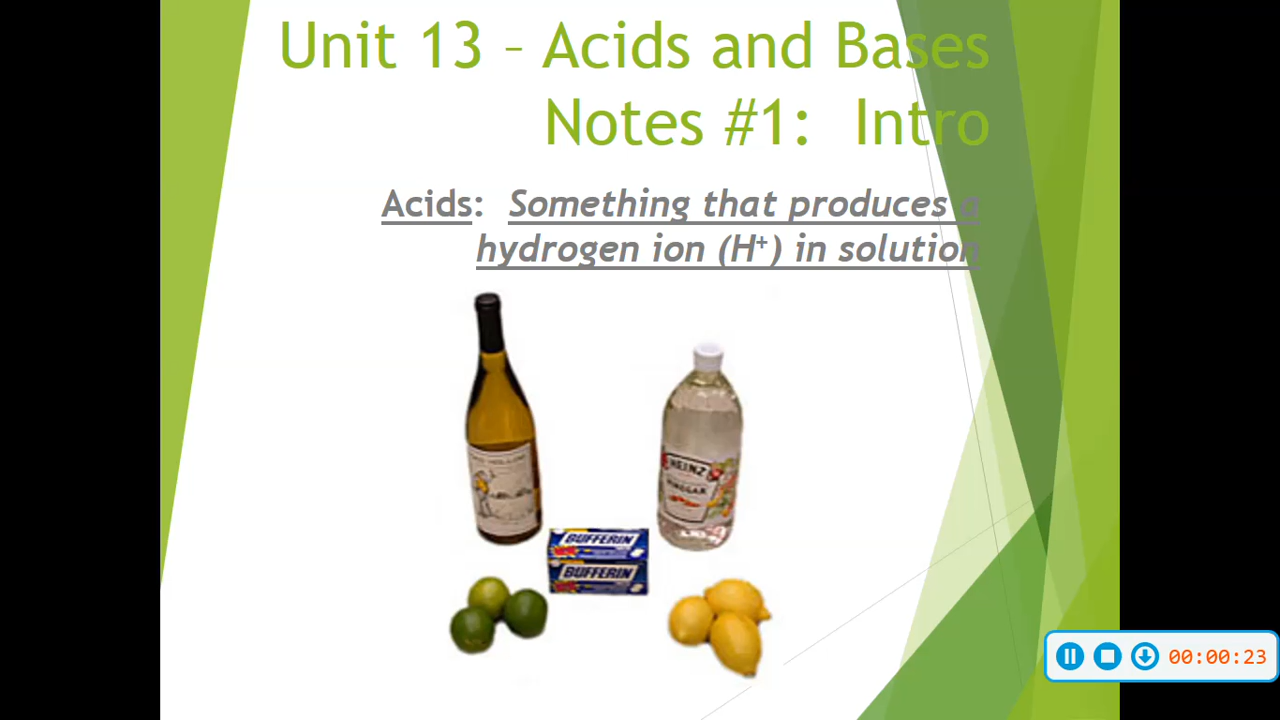 Unit 13 – Acids and Bases
Notes #1: Intro
Acids: Something that produces a
hydrogen ion (H⁺) in solution
HEINZ
VINEGAR
BUFFERIN
BUFFERIN
00:00:23